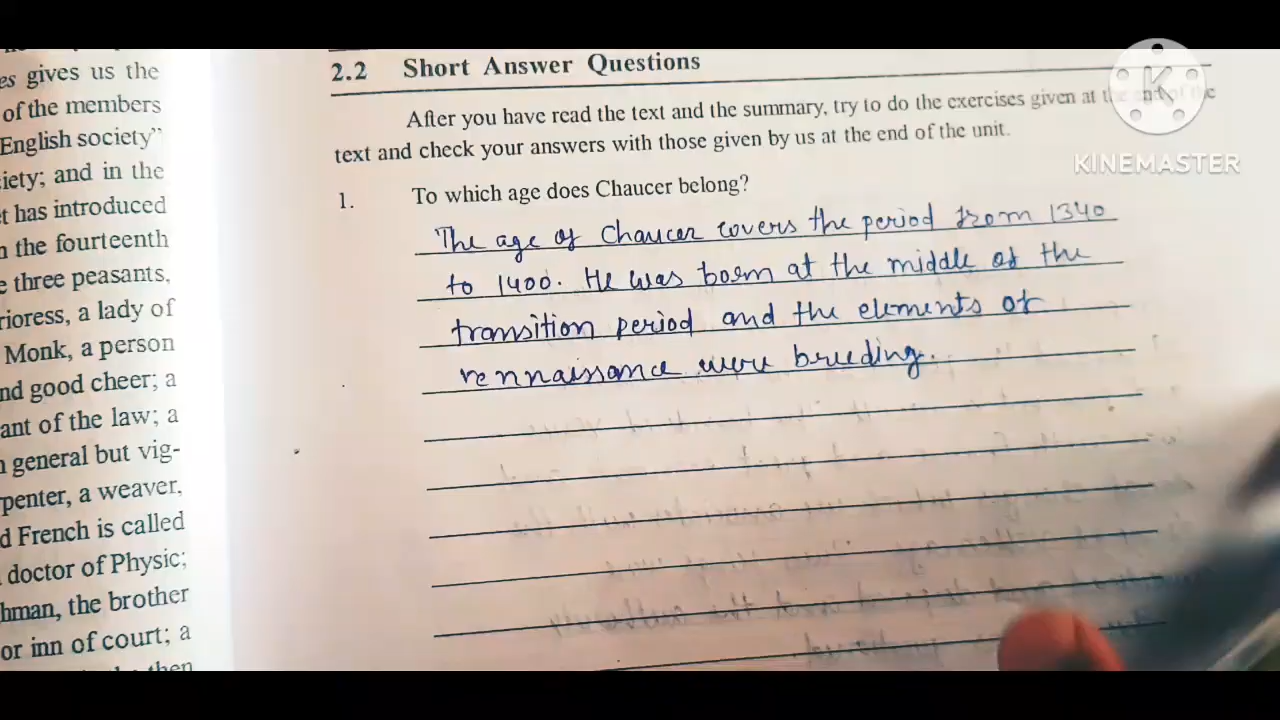 es gives us the
of the members
English society”
iety; and in the
t has introduced
n the fourteenth
e three peasants,
rioress, a lady of
Monk, a person
nd good cheer; a
ant of the law; a
n general but vig-
rpenter, a weaver,
d French is called
doctor of Physic;
hman, the brother
or inn of court; a
then
2.2 Short Answer Questions
After you have read the text and the summary, try to do the exercises given at the end of the
text and check your answers with those given by us at the end of the unit.
1. To which age does Chaucer belong?
The age of Chaucer covers the period from 1340
to 1400. He was boem at the middle of the
transition period and the elements of
rennaissance were breeding.
K
KINEMASTER